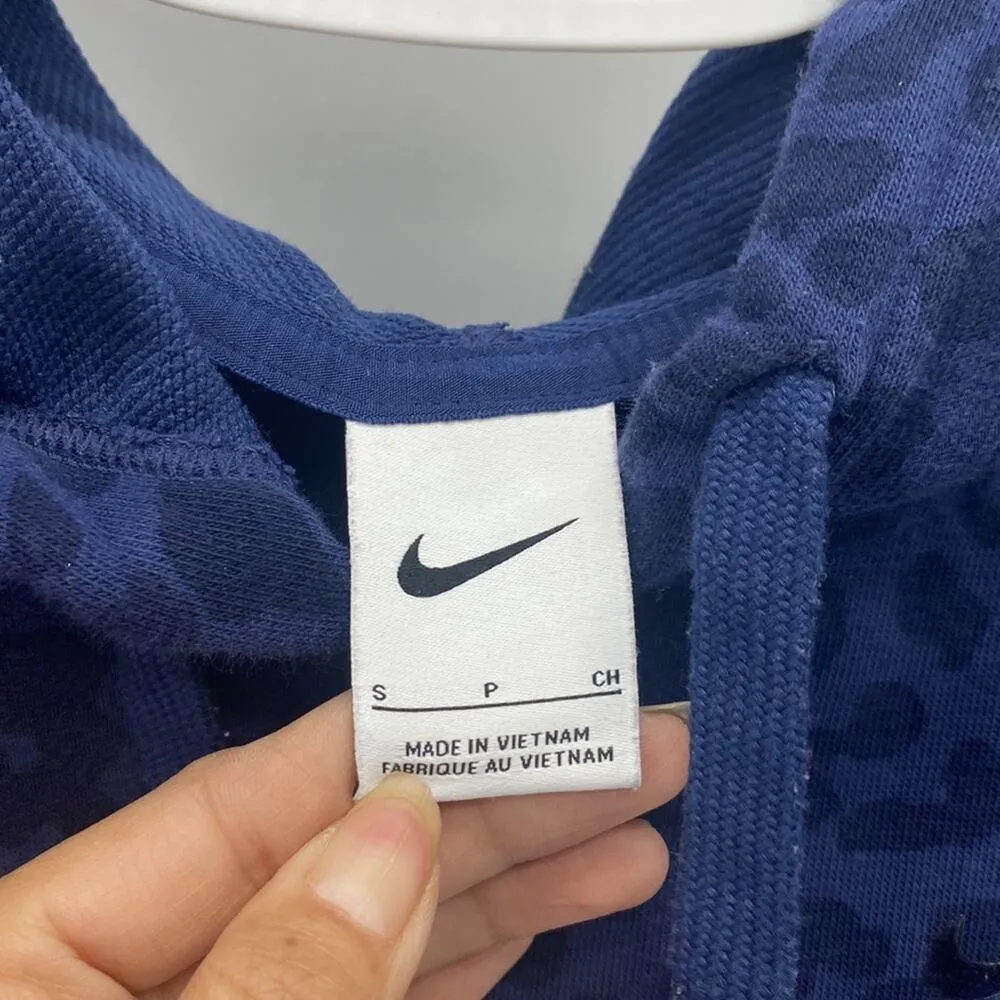 S P CH
MADE IN VIETNAM
FABRIQUE AU VIETNAM